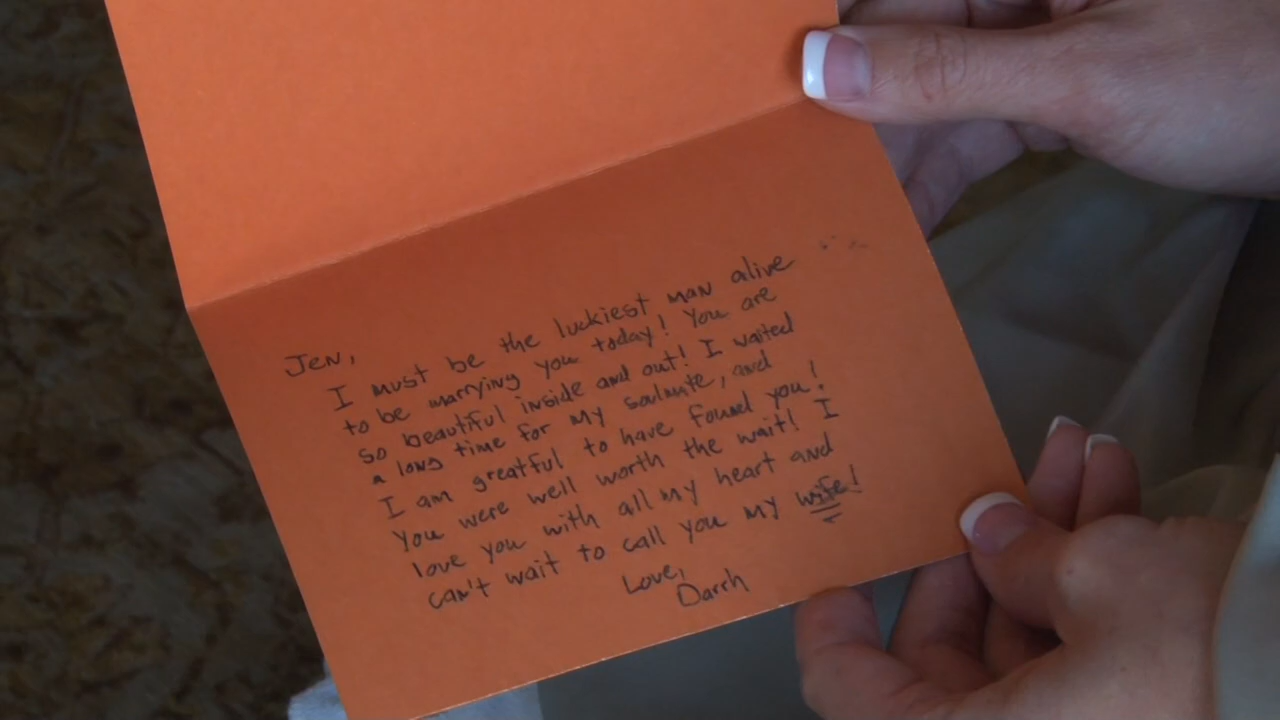 Jen,
I must be the luckiest man alive
to be marrying you today! You are
so beautiful inside and out! I waited
a long time for my soulmate, and
I am greatful to have found you!
You were well worth the wait! I
love you with all my heart and
can't wait to call you my wife!
Love,
Darrh